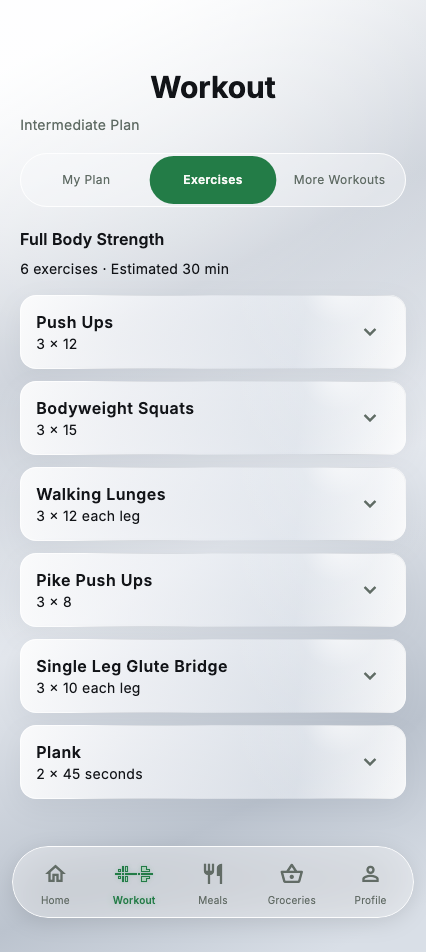 Workout
Intermediate Plan
My Plan
Exercises
More Workouts
Full Body Strength
6 exercises · Estimated 30 min
Push Ups
3 × 12
Bodyweight Squats
3 × 15
Walking Lunges
3 × 12 each leg
Pike Push Ups
3 × 8
Single Leg Glute Bridge
3 × 10 each leg
Plank
2 × 45 seconds
Home
Workout
Meals
Groceries
Profile